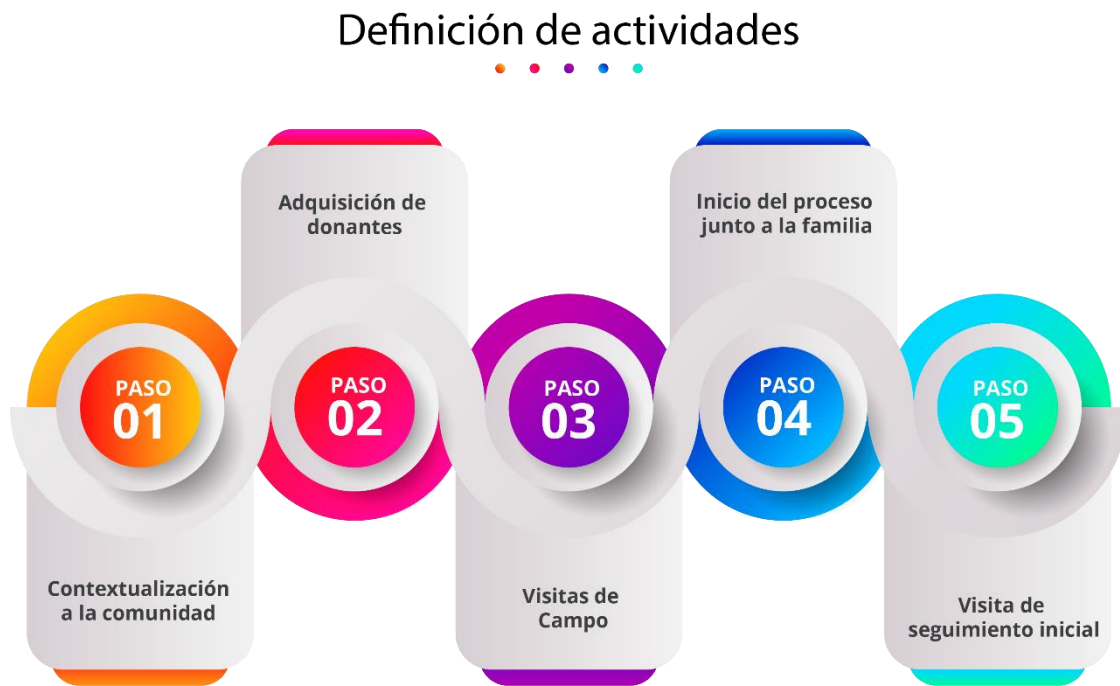 Definición de actividades
PASO
01
Contextualización
a la comunidad
Adquisición de
donantes
PASO
02
PASO
03
Visitas de
Campo
Inicio del proceso
junto a la familia
PASO
04
PASO
05
Visita de
seguimiento inicial